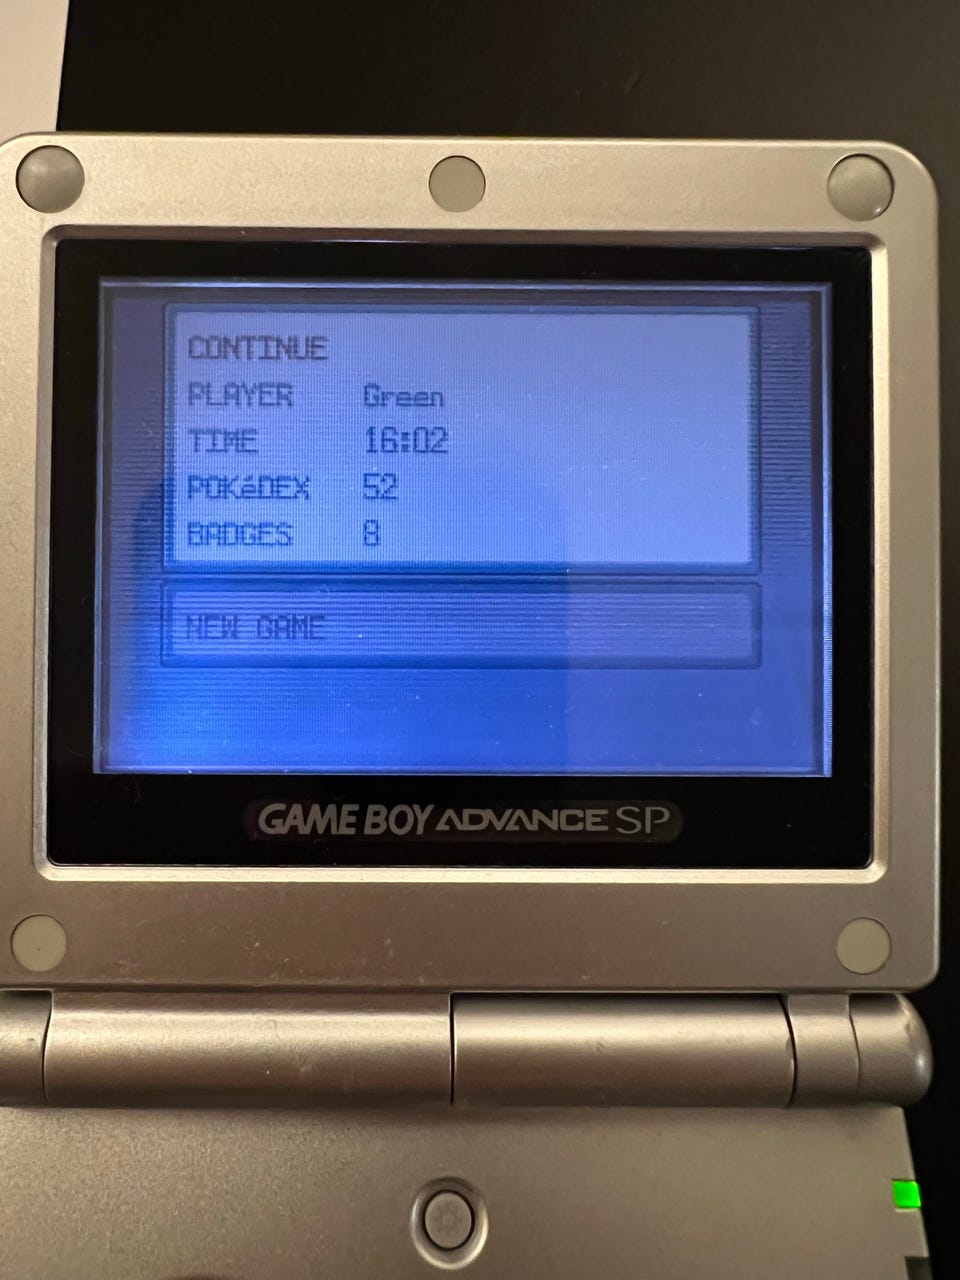 CONTINUE
PLAYER Green
TIME 16:02
POKéDEX 52
BADGES 8
NEW GAME
GAME BOY ADVANCE SP